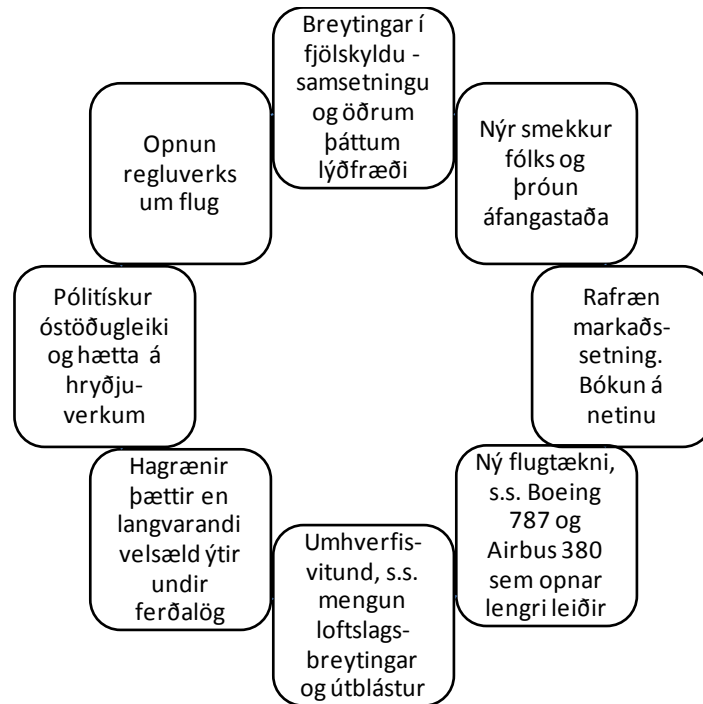 Breytingar í
fjölskyldu -
samsetningu
og öðrum
þáttum
lýðfræði
Nýr smekkur
fólks og
þróun
áfangastaða
Rafræn
markaðs-
setning.
Bókun á
netinu
Ný flugtækni,
s.s. Boeing
787 og
Airbus 380
sem opnar
lengri leiðir
Umhverfis-
vitund, s.s.
mengun
loftslags-
breytingar
og útblástur
Hagrænir
þættir en
langvarandi
velsæld ýtir
undir
ferðalög
Pólitískur
óstöðugleiki
og hætta á
hryðju-
verkum
Opnun
regluverks
um flug